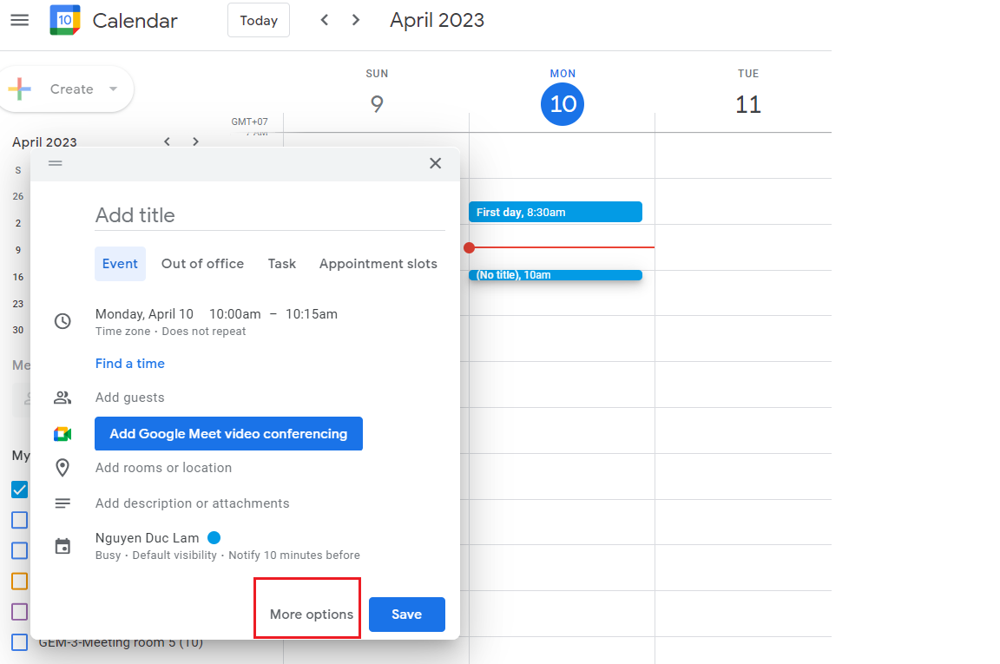 10 Calendar Today April 2023
SUN MON TUE
Create
9 10 11
GMT+07
7 AM
April 2023
S
26
2
9
16
23
30
Add title
First day, 8:30am
Event Out of office Task Appointment slots
(No title), 10am
Monday, April 10 10:00am – 10:15am
Time zone · Does not repeat
Find a time
Me
Add guests
Add Google Meet video conferencing
My
Add rooms or location
Add description or attachments
Nguyen Duc Lam
Busy · Default visibility · Notify 10 minutes before
More options Save
GEM-3-Meeting room 5 (10)